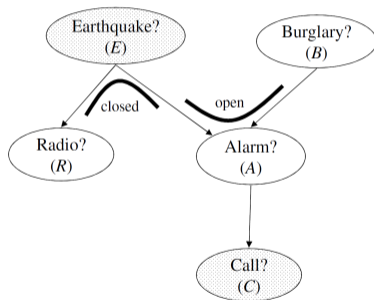 Earthquake?
(E)
Burglary?
(B)
closed
open
Radio?
(R)
Alarm?
(A)
Call?
(C)